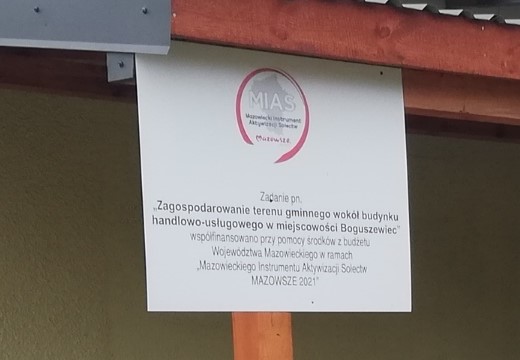 MIAS
Mazowiecki Instrument
Aktywizacji Sołectw
Mazowsze.
Zadanie pn.
„Zagospodarowanie terenu gminnego wokół budynku
handlowo-usługowego w miejscowości Boguszewiec”
współfinansowano przy pomocy środków z budżetu
Województwa Mazowieckiego w ramach
„Mazowieckiego Instrumentu Aktywizacji Sołectw
MAZOWSZE 2021”